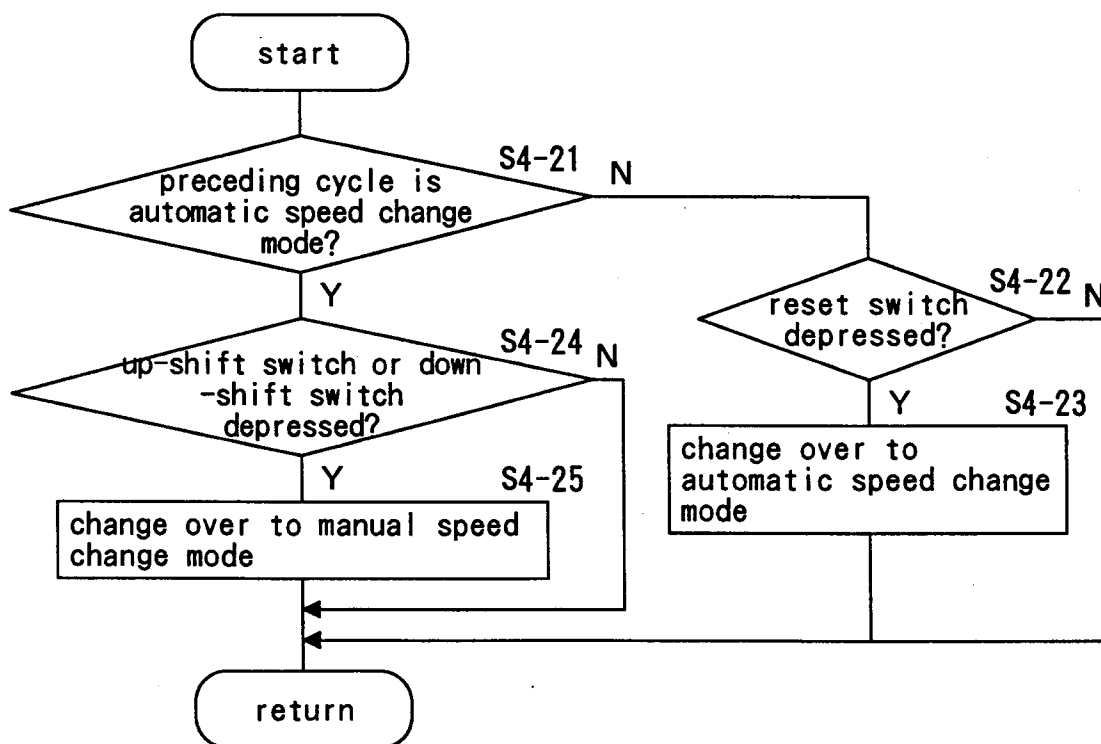 start
S4-21
N
preceding cycle is
automatic speed change
mode?
Y
S4-22
N
reset switch
depressed?
S4-24
N
up-shift switch or down
-shift switch
depressed?
Y
S4-23
change over to
automatic speed change
mode
Y
S4-25
change over to manual speed
change mode
return